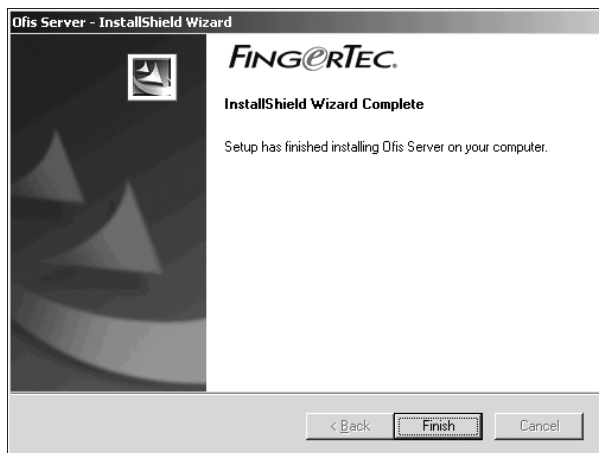 Ofis Server - InstallShield Wizard
FINGERTEC.
InstallShield Wizard Complete
Setup has finished installing Ofis Server on your computer.
< Back
Finish
Cancel